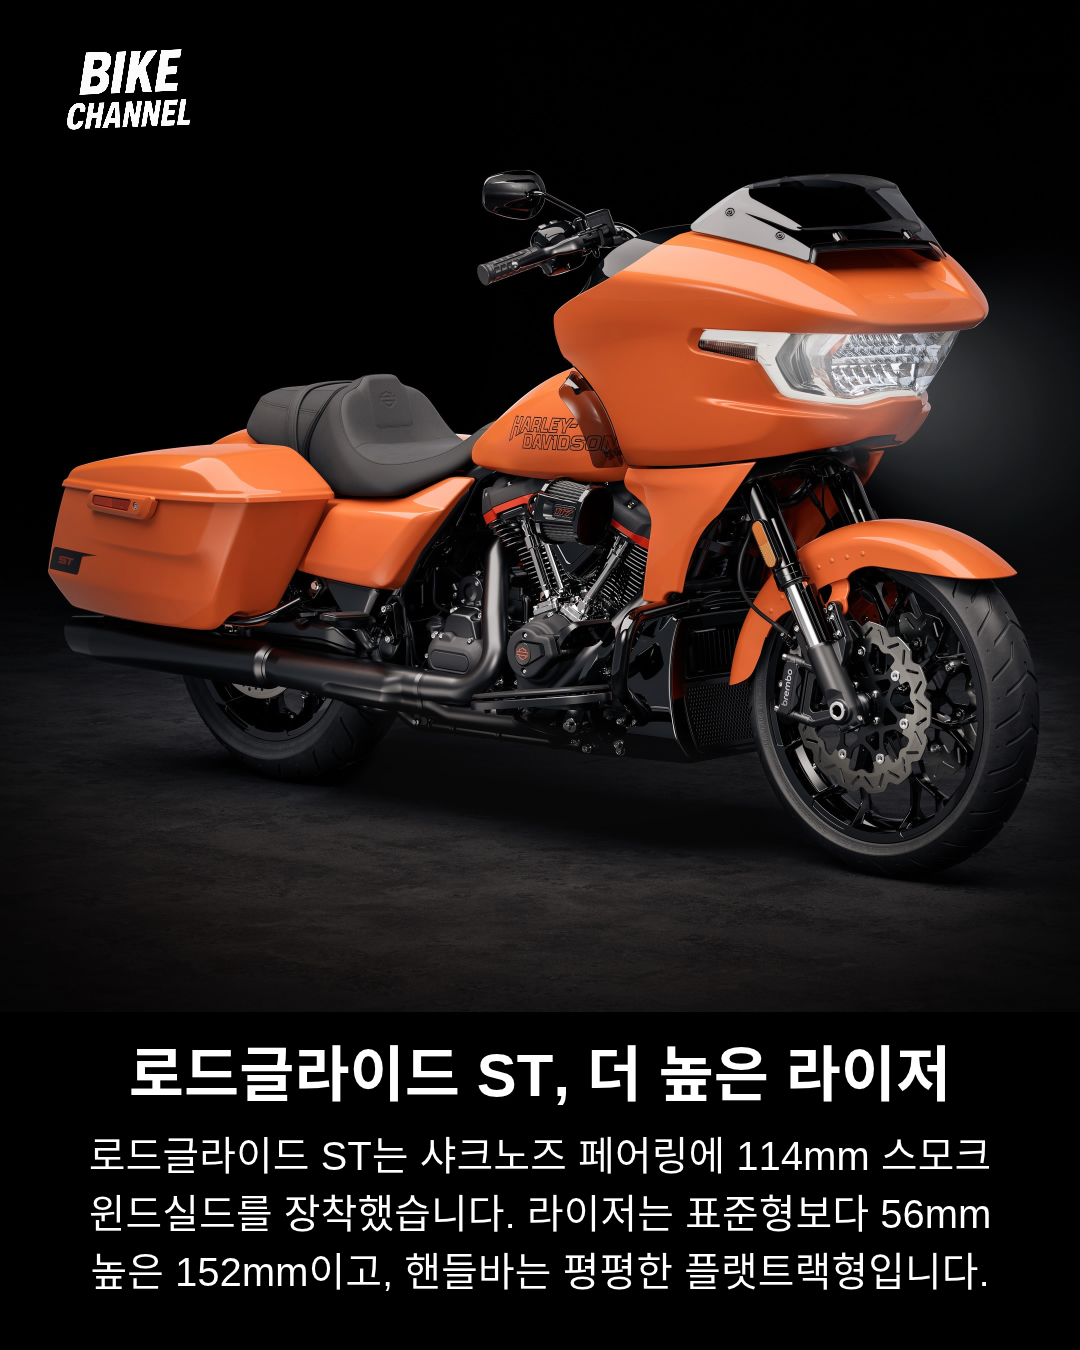 BIKE
CHANNEL
HARLEY-
DAVIDSON
ST
brembo
로드글라이드 ST, 더 높은 라이저
로드글라이드 ST는 샤크노즈 페어링에 114mm 스모크
윈드실드를 장착했습니다. 라이저는 표준형보다 56mm
높은 152mm이고, 핸들바는 평평한 플랫트랙형입니다.